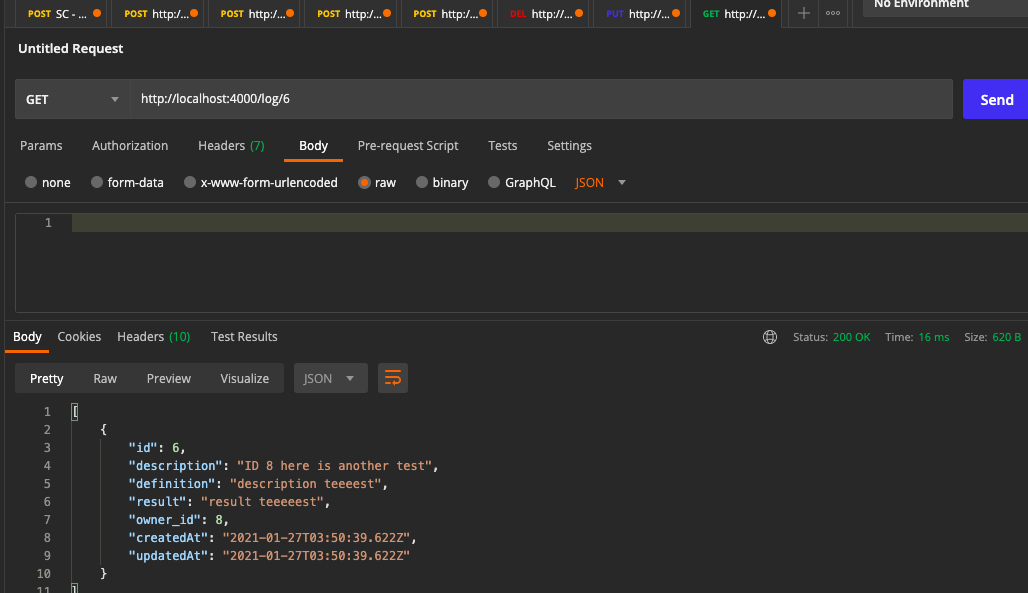 POST SC - ... POST http:/... POST http:/... POST http:/... POST http:/... DEL http://... PUT http://... GET http://... No Environment
Untitled Request
GET http://localhost:4000/log/6 Send
Params Authorization Headers (7) Body Pre-request Script Tests Settings
none form-data x-www-form-urlencoded raw binary GraphQL JSON
1
Body Cookies Headers (10) Test Results Status: 200 OK Time: 16 ms Size: 620 B
Pretty Raw Preview Visualize JSON
1 [
2 {
3 "id": 6,
4 "description": "ID 8 here is another test",
5 "definition": "description teeeest",
6 "result": "result teeeeest",
7 "owner_id": 8,
8 "createdAt": "2021-01-27T03:50:39.622Z",
9 "updatedAt": "2021-01-27T03:50:39.622Z"
10 }
11 ]